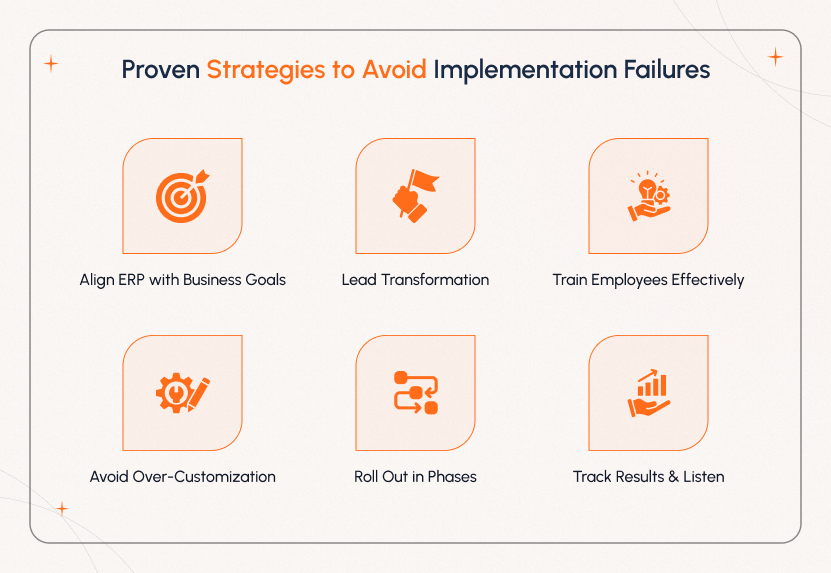 Proven Strategies to Avoid Implementation Failures
Align ERP with Business Goals
Lead Transformation
Train Employees Effectively
Avoid Over-Customization
Roll Out in Phases
Track Results & Listen